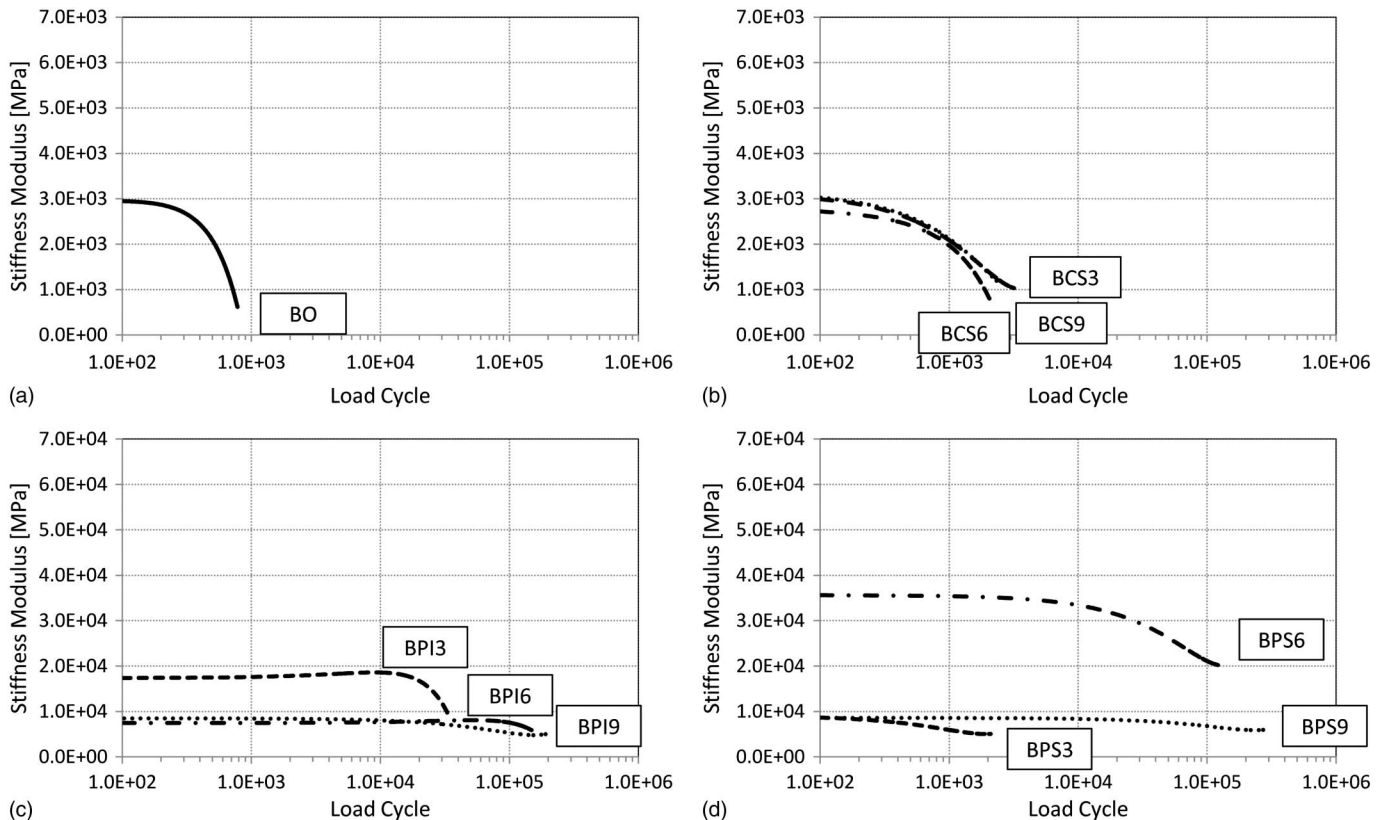 7.0E+03
6.0E+03
5.0E+03
4.0E+03
3.0E+03
2.0E+03
1.0E+03
0.0E+00
Stiffness Modulus [MPa]
BO
1.0E+02 1.0E+03 1.0E+04 1.0E+05 1.0E+06
(a) Load Cycle
7.0E+03
6.0E+03
5.0E+03
4.0E+03
3.0E+03
2.0E+03
1.0E+03
0.0E+00
Stiffness Modulus [MPa]
BCS3
BCS9
BCS6
1.0E+02 1.0E+03 1.0E+04 1.0E+05 1.0E+06
(b) Load Cycle
7.0E+04
6.0E+04
5.0E+04
4.0E+04
3.0E+04
2.0E+04
1.0E+04
0.0E+00
Stiffness Modulus [MPa]
BPI3
BPI6
BPI9
1.0E+02 1.0E+03 1.0E+04 1.0E+05 1.0E+06
(c) Load Cycle
7.0E+04
6.0E+04
5.0E+04
4.0E+04
3.0E+04
2.0E+04
1.0E+04
0.0E+00
Stiffness Modulus [MPa]
BPS6
BPS9
BPS3
1.0E+02 1.0E+03 1.0E+04 1.0E+05 1.0E+06
(d) Load Cycle